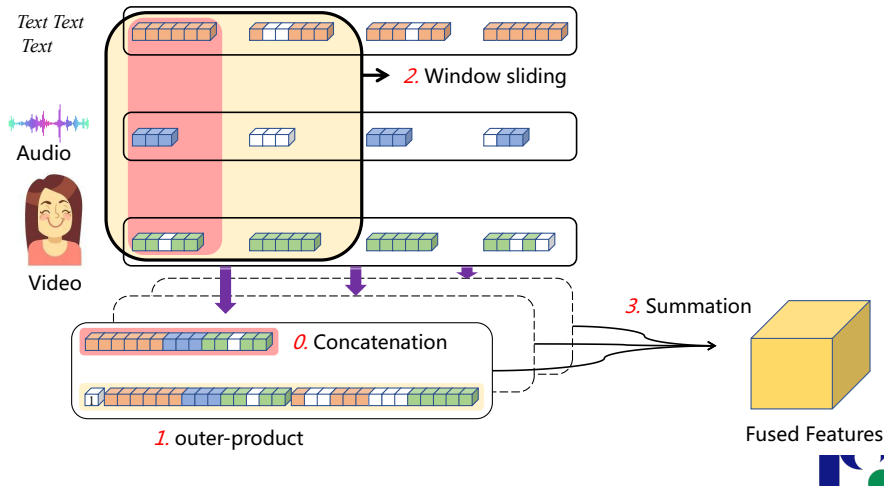 Text Text
Text
2. Window sliding
Audio
Video
3. Summation
0. Concatenation
1
1. outer-product
Fused Features